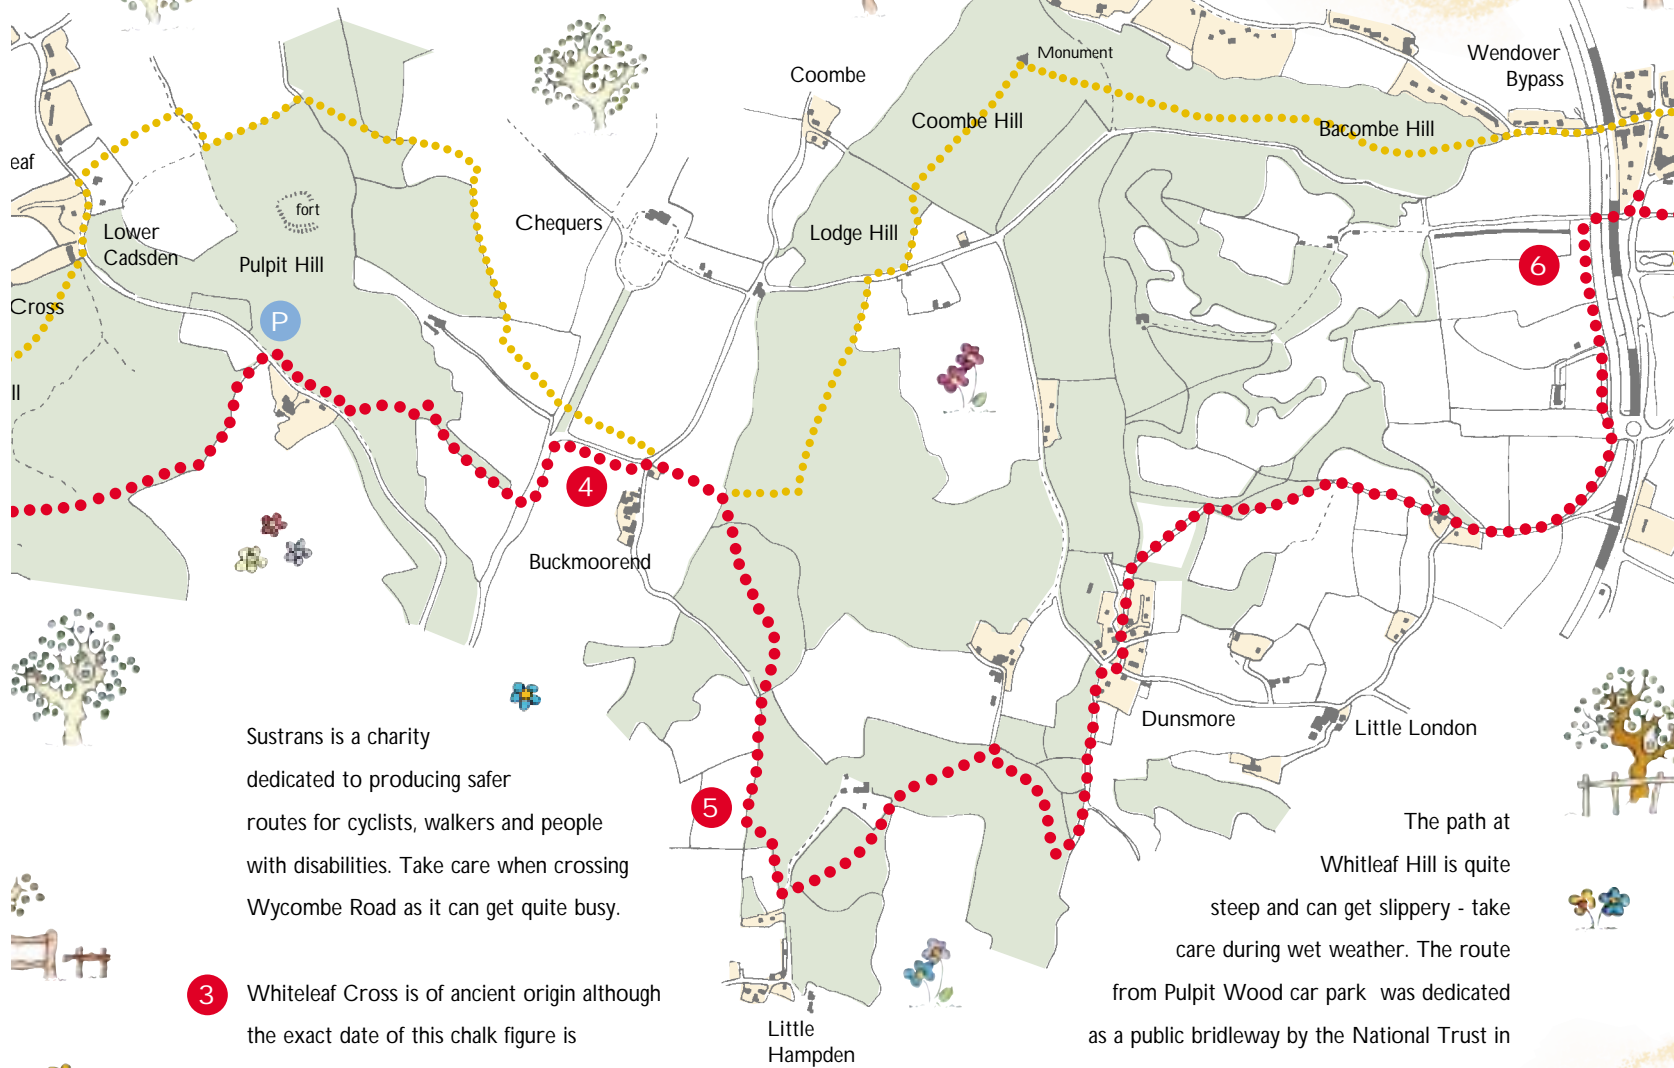 Monument
Wendover
Bypass
Coombe
Coombe Hill
Bacombe Hill
eaf
fort
Chequers
Lower
Cadsden
Lodge Hill
Pulpit Hill
6
Cross
P
ll
4
Buckmoorend
Dunsmore
Little London
5
Sustrans is a charity
dedicated to producing safer
routes for cyclists, walkers and people
with disabilities. Take care when crossing
Wycombe Road as it can get quite busy.
3 Whiteleaf Cross is of ancient origin although
the exact date of this chalk figure is
Little
Hampden
The path at
Whitleaf Hill is quite
steep and can get slippery - take
care during wet weather. The route
from Pulpit Wood car park was dedicated
as a public bridleway by the National Trust in